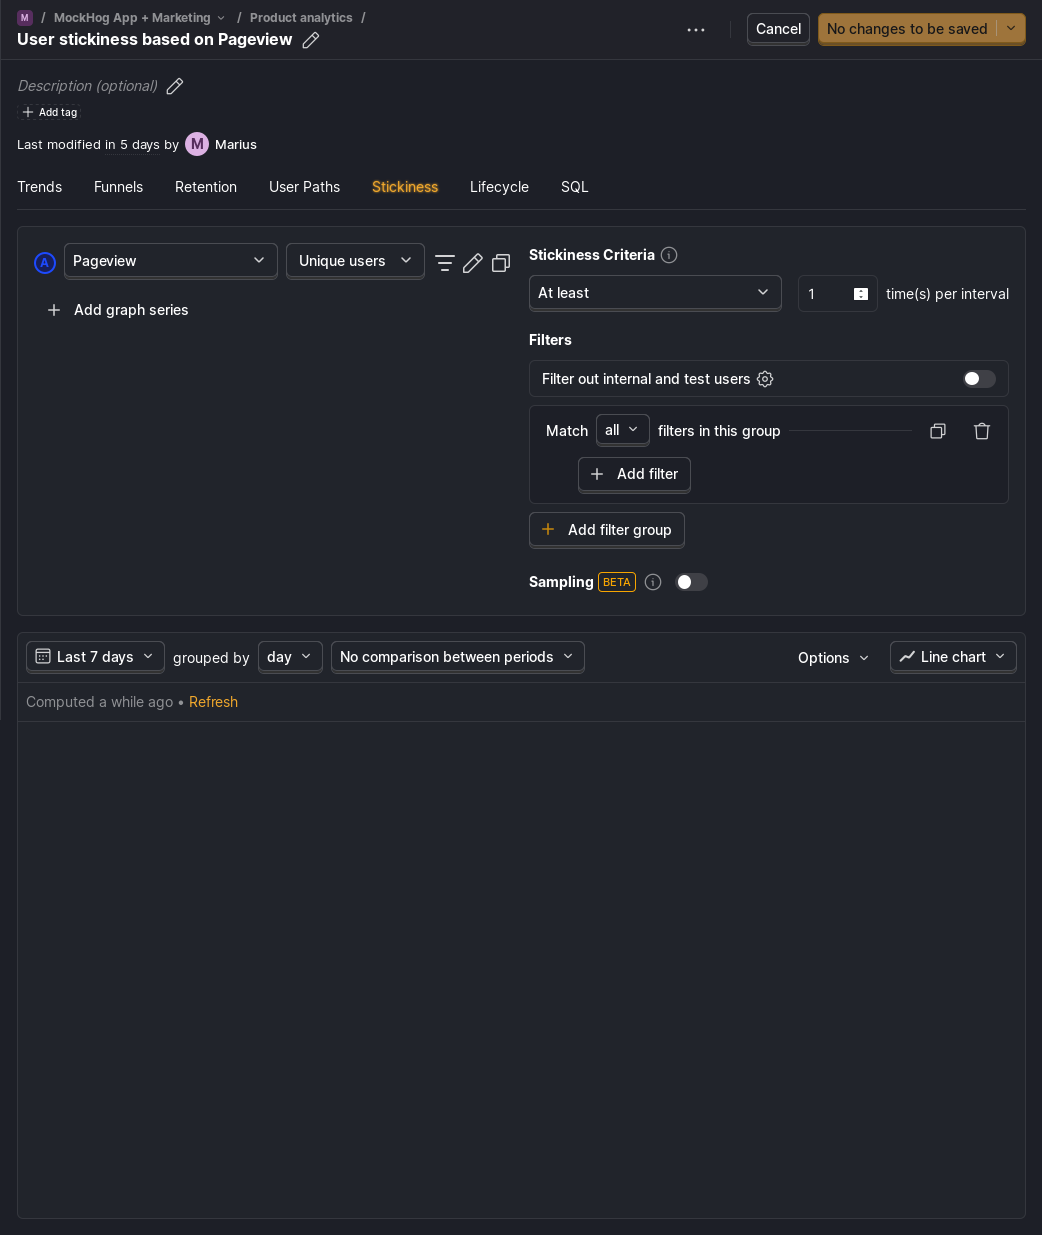 M / MockHog App + Marketing / Product analytics /
User stickiness based on Pageview
Cancel
No changes to be saved
Description (optional)
Add tag
Last modified in 5 days by M Marius
Trends Funnels Retention User Paths Stickiness Lifecycle SQL
A Pageview Unique users
Add graph series
Stickiness Criteria
At least 1 time(s) per interval
Filters
Filter out internal and test users
Match all filters in this group
Add filter
Add filter group
Sampling BETA
Last 7 days grouped by day No comparison between periods Options Line chart
Computed a while ago • Refresh